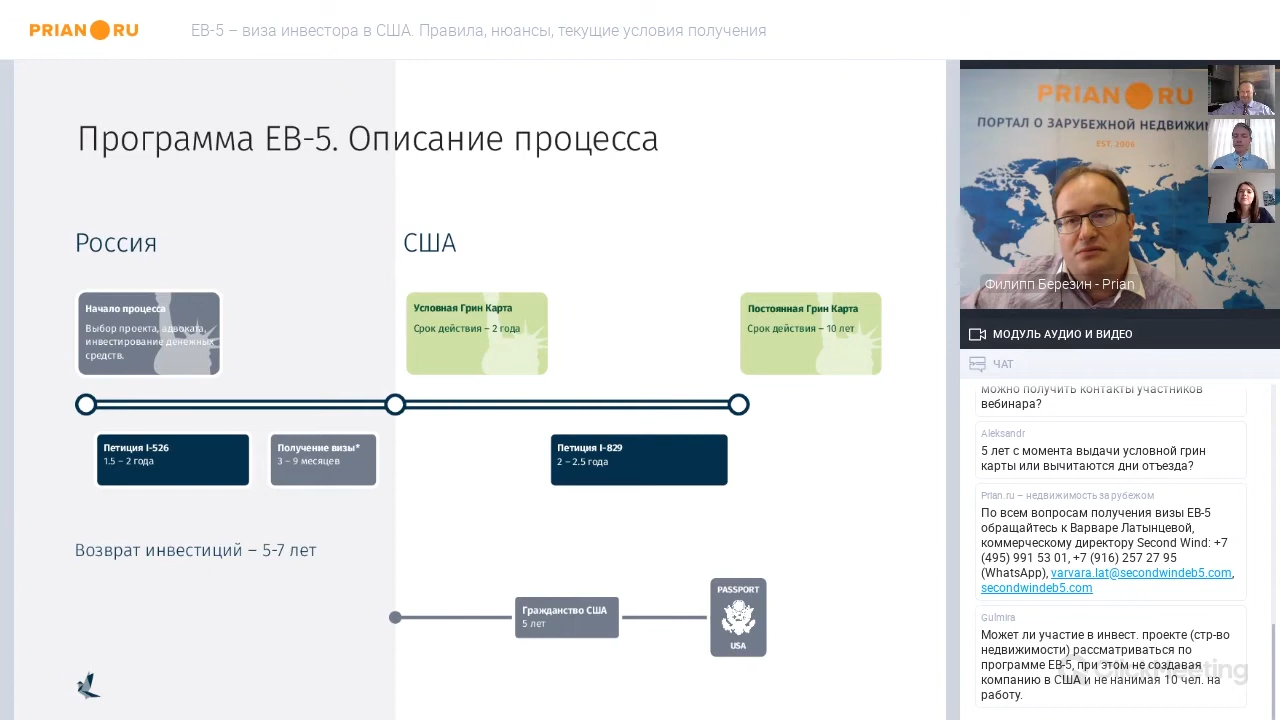 PRIAN RU
EB-5 – виза инвестора в США. Правила, нюансы, текущие условия получения
Программа EB-5. Описание процесса
Россия
США
Начало процесса
Выбор проекта, адвоката,
инвестирование денежных
средств.
Условная Грин Карта
Срок действия – 2 года
Постоянная Грин Карта
Срок действия – 10 лет
Петиция I-526
1.5 – 2 года
Получение визы*
3 – 9 месяцев
Петиция I-829
2 – 2.5 года
Возврат инвестиций – 5-7 лет
Гражданство США
5 лет
PASSPORT
USA
PRIAN RU
ПОРТАЛ О ЗАРУБЕЖНОЙ НЕДВИЖИМ
EST. 2006
Филипп Березин - Prian
МОДУЛЬ АУДИО И ВИДЕО
ЧАТ
можно получить контакты участников
вебинара?
Aleksandr
5 лет с момента выдачи условной грин
карты или вычитаются дни отъезда?
Prian.ru – недвижимость за рубежом
По всем вопросам получения визы EB-5
обращайтесь к Варваре Латынцевой,
коммерческому директору Second Wind: +7
(495) 991 53 01, +7 (916) 257 27 95
(WhatsApp), varvara.lat@secondwindeb5.com,
secondwindeb5.com
Gulmira
Может ли участие в инвест. проекте (стр-во
недвижимости) рассматриваться по
программе EB-5, при этом не создавая
компанию в США и не нанимая 10 чел. на
работу.
ClickMeeting